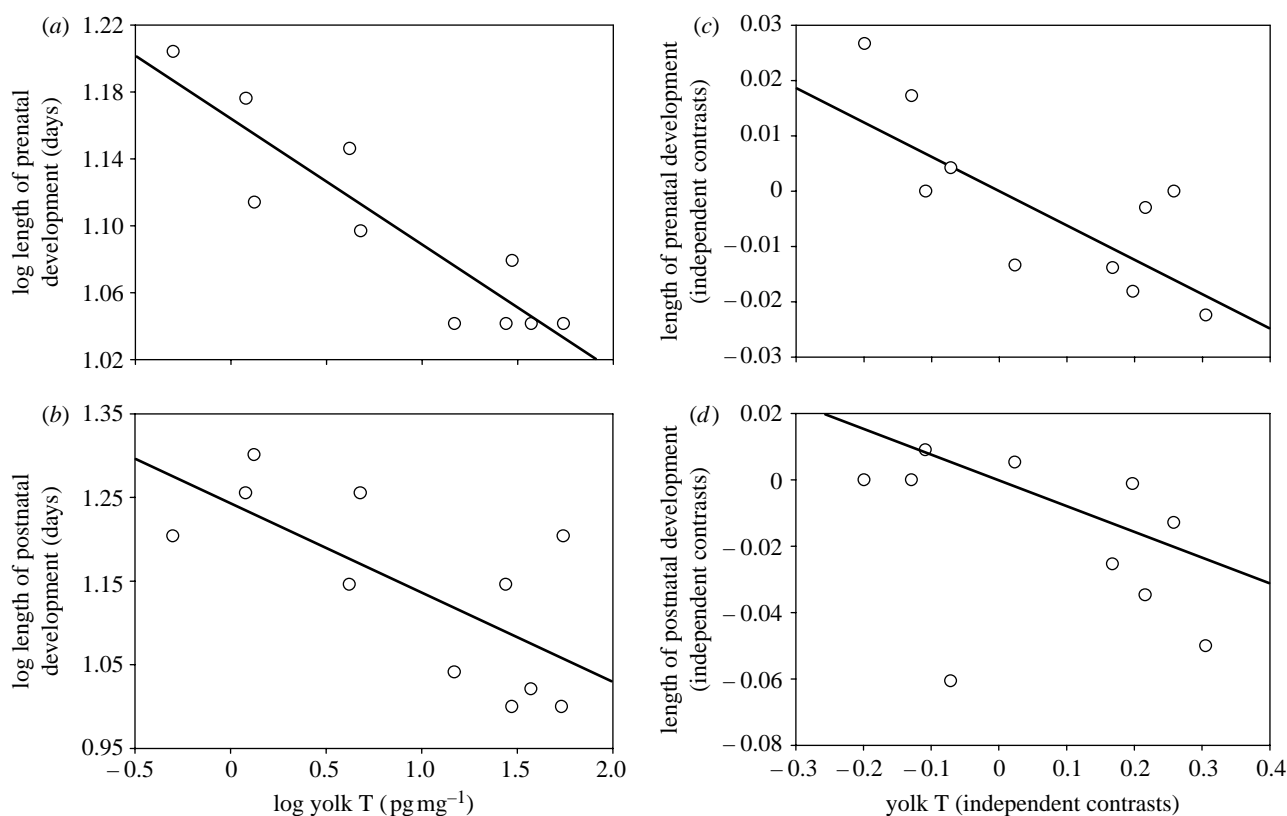 (a)
1.22
1.18
1.14
1.10
1.06
1.02
log length of prenatal
development (days)
(c)
0.03
0.02
0.01
0
–0.01
–0.02
–0.03
length of prenatal development
(independent contrasts)
(b)
1.35
1.25
1.15
1.05
0.95
log length of postnatal
development (days)
–0.5 0 0.5 1.0 1.5 2.0
log yolk T (pg mg–1)
(d)
0.02
0
–0.02
–0.04
–0.06
–0.08
length of postnatal development
(independent contrasts)
–0.3 –0.2 –0.1 0 0.1 0.2 0.3 0.4
yolk T (independent contrasts)